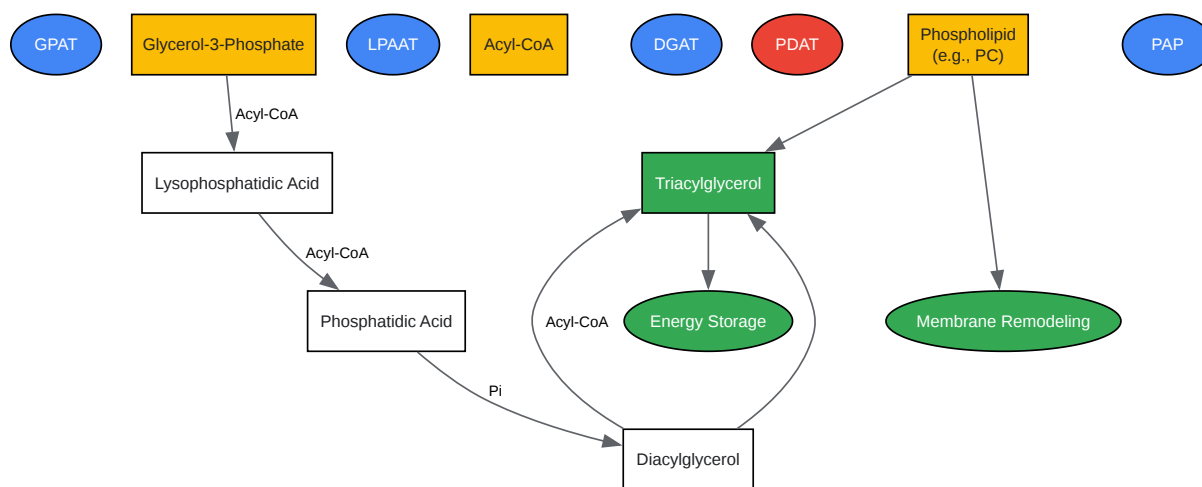 GPAT
Glycerol-3-Phosphate
LPAAT
Acyl-CoA
DGAT
PDAT
Phospholipid
(e.g., PC)
PAP
Acyl-CoA
Lysophosphatidic Acid
Triacylglycerol
Acyl-CoA
Phosphatidic Acid
Acyl-CoA
Energy Storage
Membrane Remodeling
Pi
Diacylglycerol